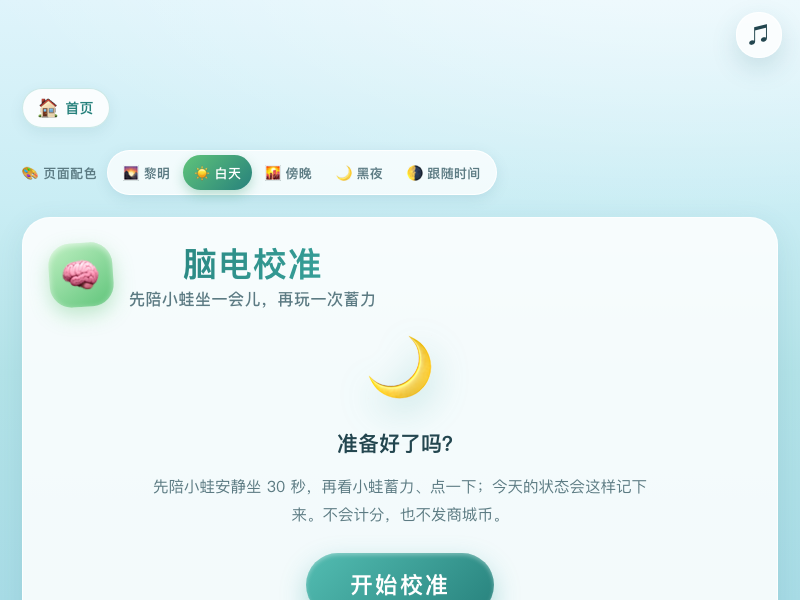 首页
页面配色 黎明 白天 傍晚 黑夜 跟随时间
脑电校准
先陪小蛙坐一会儿，再玩一次蓄力
准备好了吗？
先陪小蛙安静坐 30 秒，再看小蛙蓄力、点一下；今天的状态会这样记下
来。不会计分，也不发商城币。
开始校准